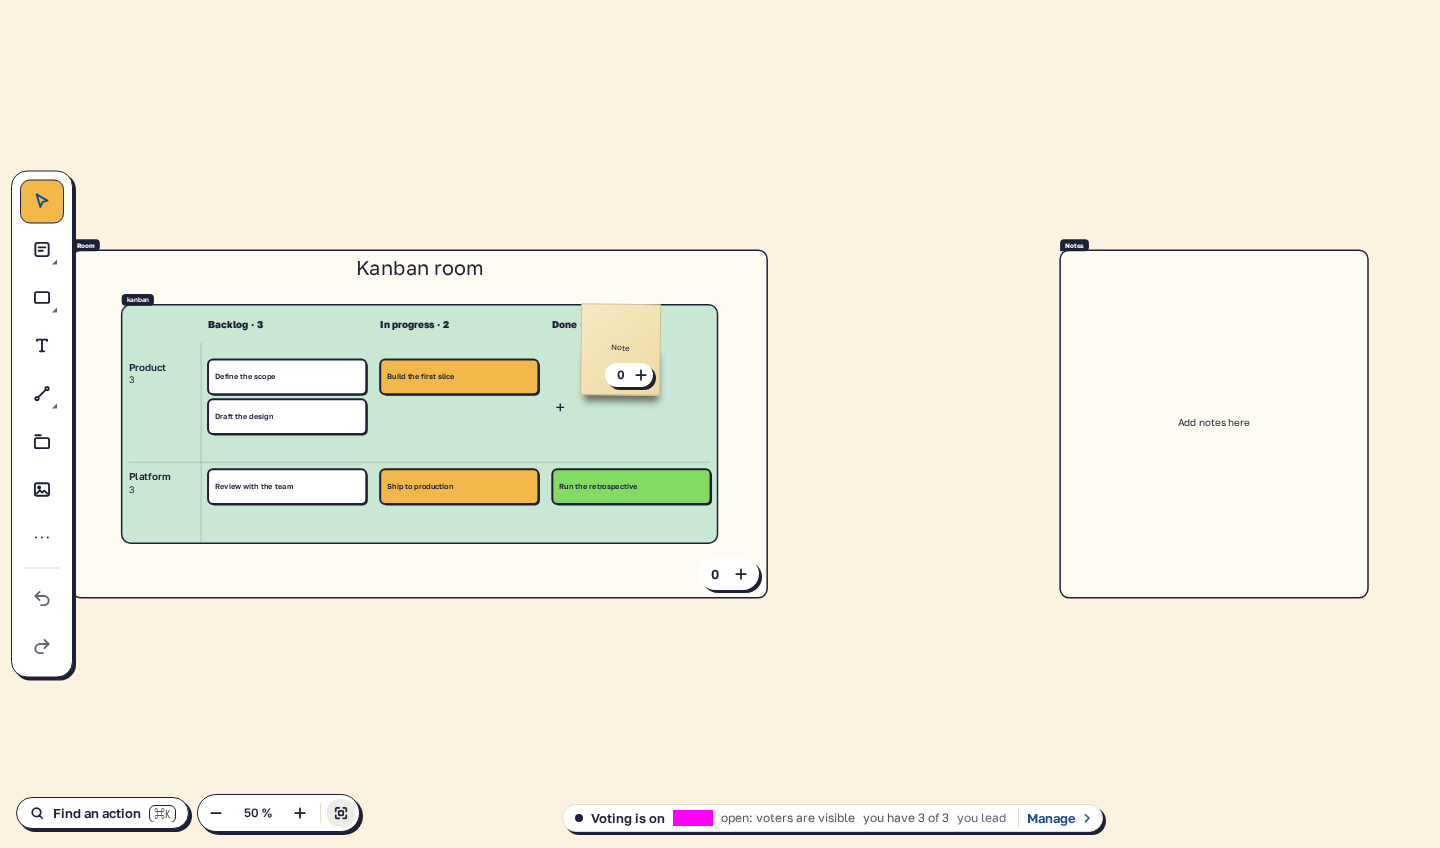 Room
Kanban room
kanban
Backlog · 3
In progress · 2
Done
Note
0
Product
3
Define the scope
Build the first slice
Draft the design
Platform
3
Review with the team
Ship to production
Run the retrospective
0
Notes
Add notes here
Find an action ⌘K
50 %
Voting is on
open: voters are visible you have 3 of 3 you lead
Manage